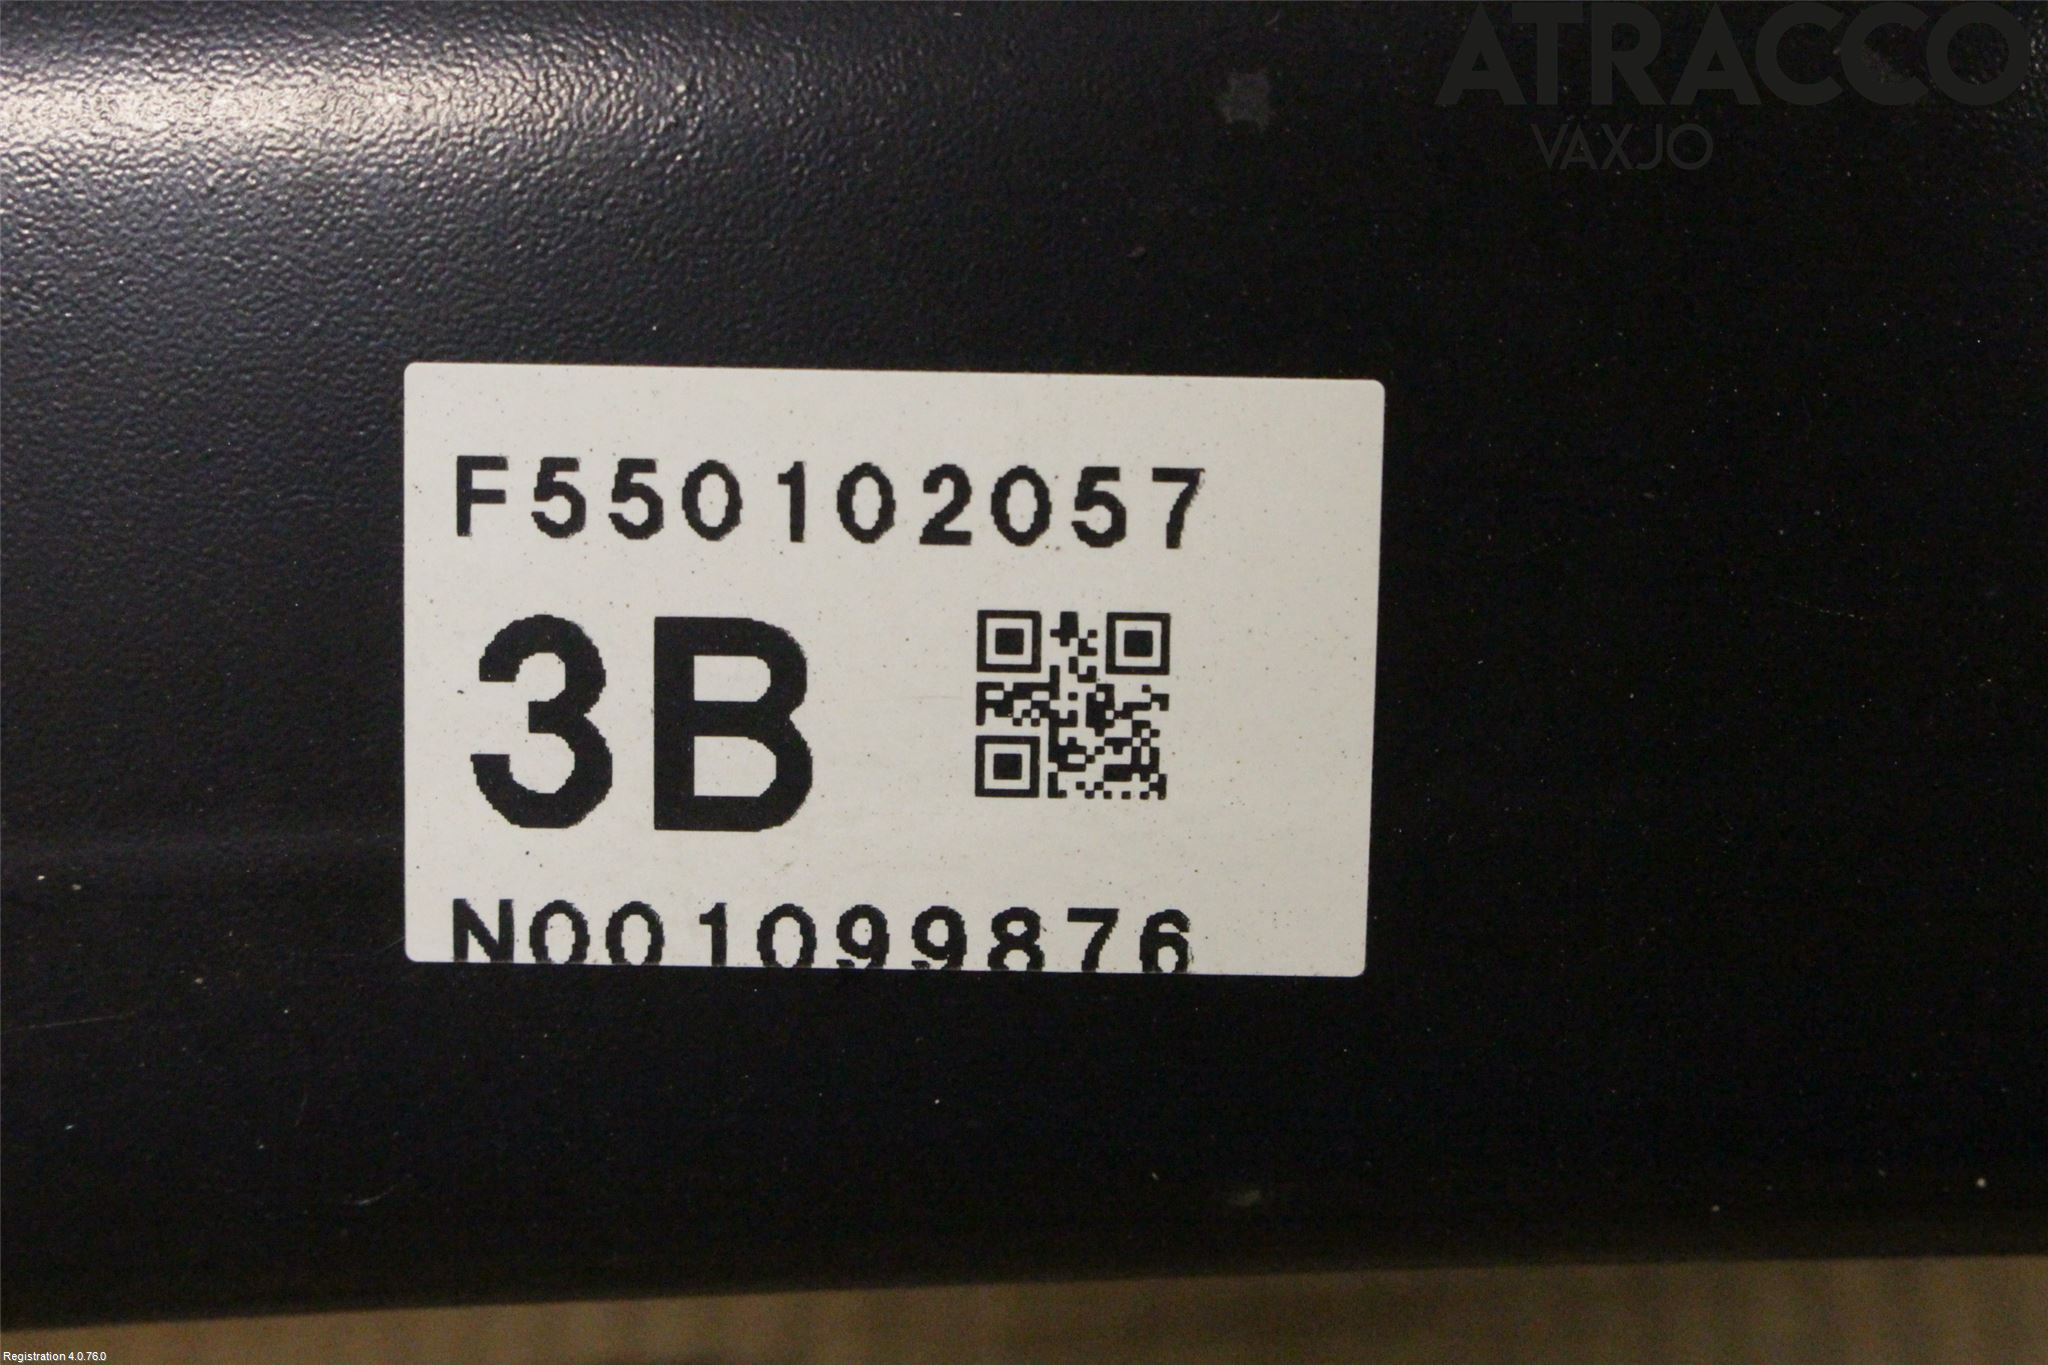 ATRACCO
VAXJO
F550102057
3B
N001099876
Registration 4.0.76.0